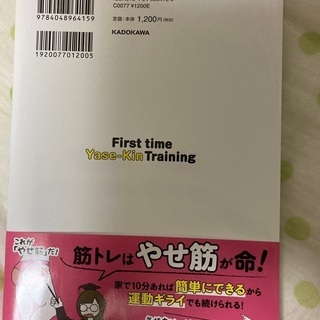 9784048964159
1920077012005
C0077 ¥1200E
定価:本体1,200円(税別)
KADOKAWA
First time
Yase-Kin Training
これが
「やせ筋」だ!
筋トレはやせ筋が命!
家で10分あれば簡単にできるから
運動ギライでも続けられる!